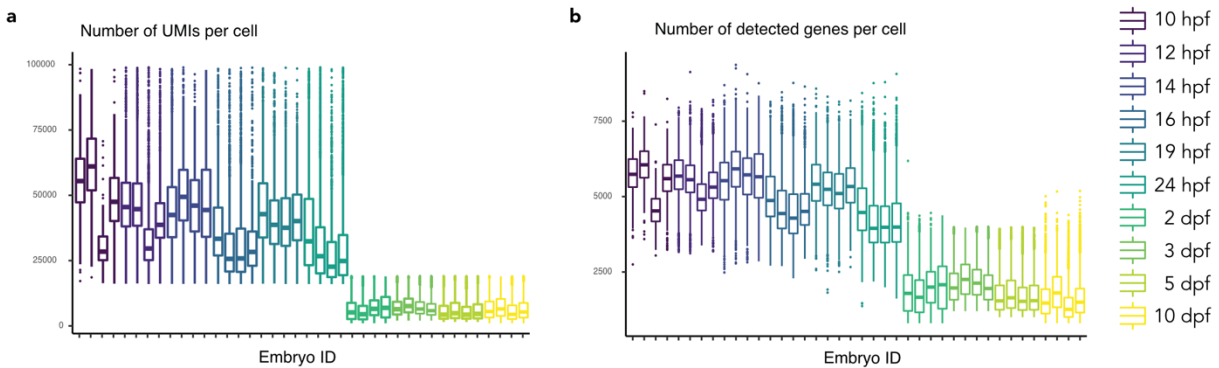 a
Number of UMIs per cell
100000
75000
50000
25000
0
Embryo ID
b
Number of detected genes per cell
7500
5000
2500
Embryo ID
10 hpf
12 hpf
14 hpf
16 hpf
19 hpf
24 hpf
2 dpf
3 dpf
5 dpf
10 dpf